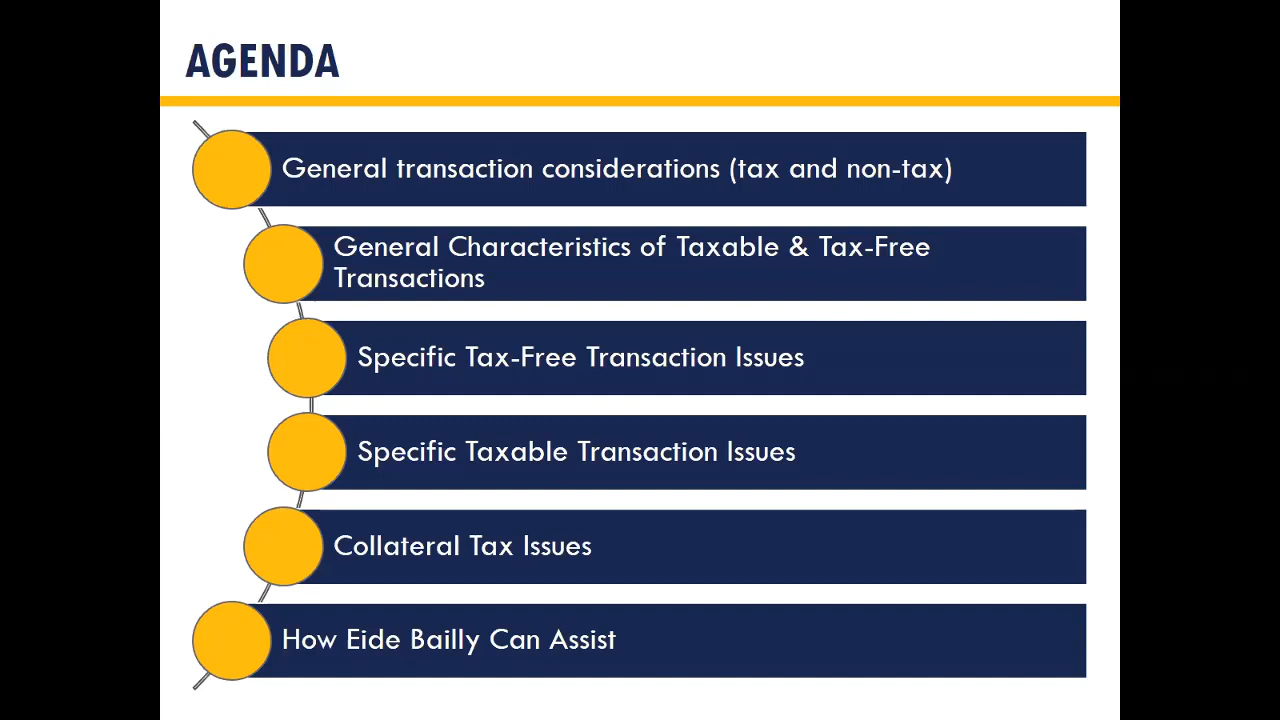 AGENDA
General transaction considerations (tax and non-tax)
General Characteristics of Taxable & Tax-Free
Transactions
Specific Tax-Free Transaction Issues
Specific Taxable Transaction Issues
Collateral Tax Issues
How Eide Bailly Can Assist